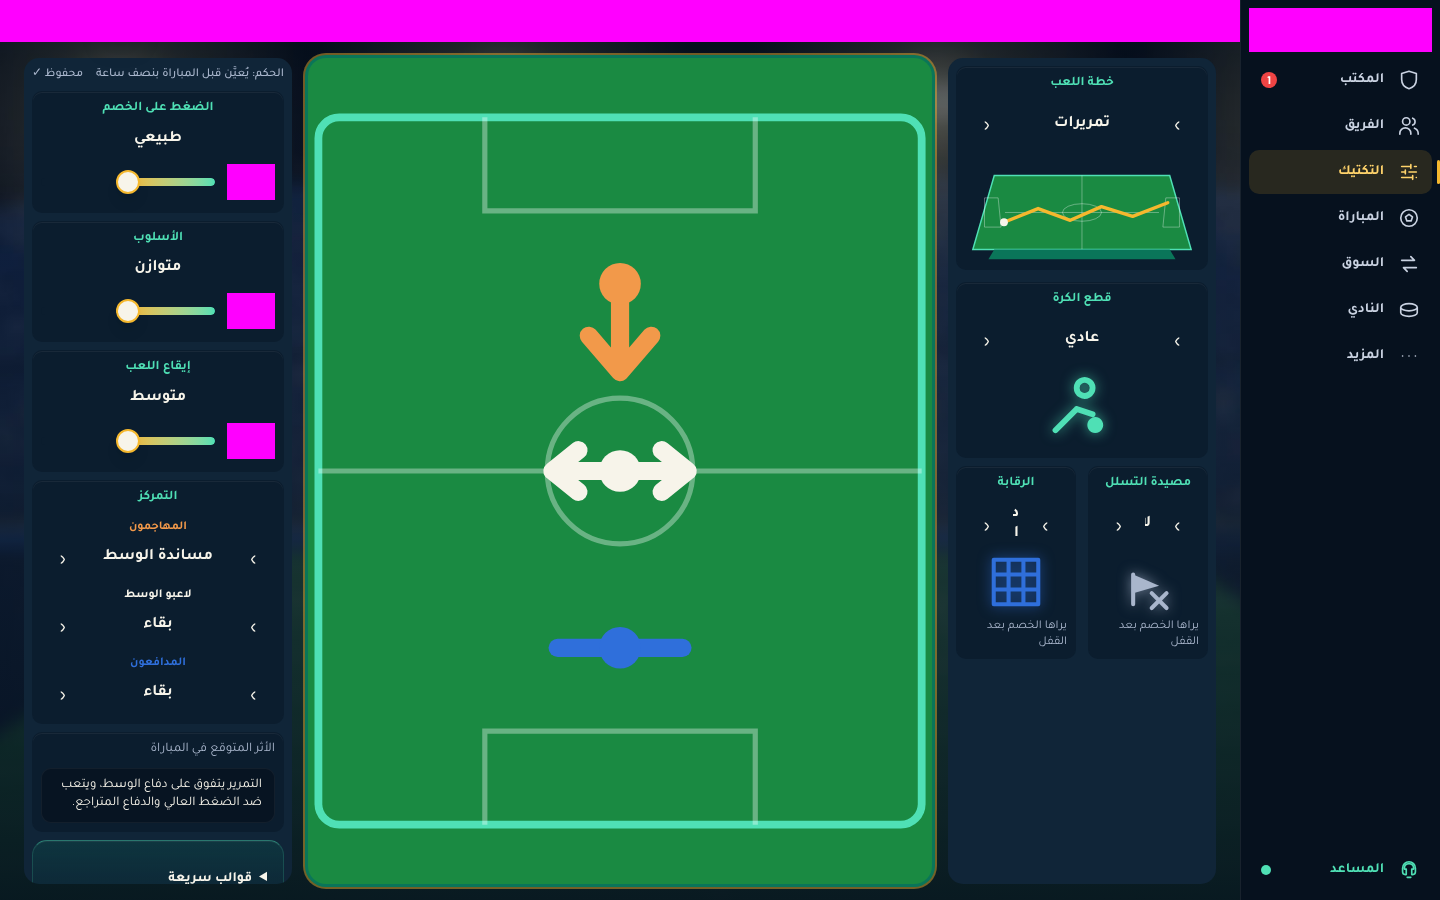 المكتب
1
الفريق
التكتيك
المباراة
السوق
النادي
المزيد
المساعد
خطة اللعب
تمريرات
قطع الكرة
عادي
مصيدة التسلل
يراها الخصم بعد
القفل
الرقابة
يراها الخصم بعد
القفل
الحكم: يُعيَّن قبل المباراة بنصف ساعة
محفوظ ✓
الضغط على الخصم
طبيعي
الأسلوب
متوازن
إيقاع اللعب
متوسط
التمركز
المهاجمون
مساندة الوسط
لاعبو الوسط
بقاء
المدافعون
بقاء
الأثر المتوقع في المباراة
التمرير يتفوق على دفاع الوسط، ويتعب
ضد الضغط العالي والدفاع المتراجع.
قوالب سريعة